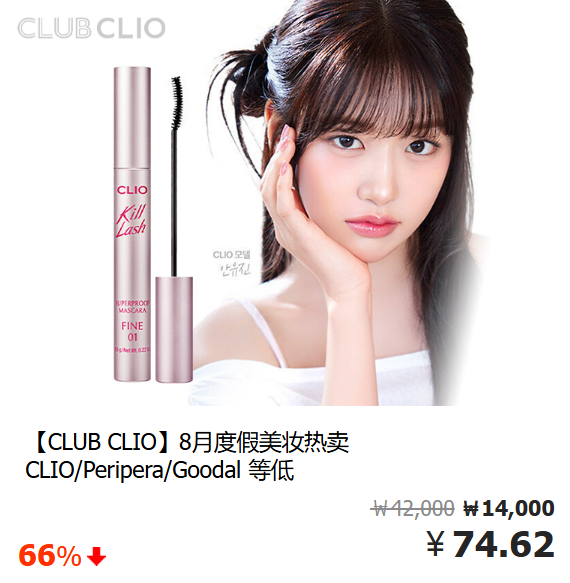 CLUB CLIO
CLIO
Kill
Lash
SUPERPROOF
MASCARA
FINE
01
CLIO 모델
안유진
【CLUB CLIO】8月度假美妆热卖
CLIO/Peripera/Goodal 等低
₩42,000 ₩14,000
￥74.62
66%